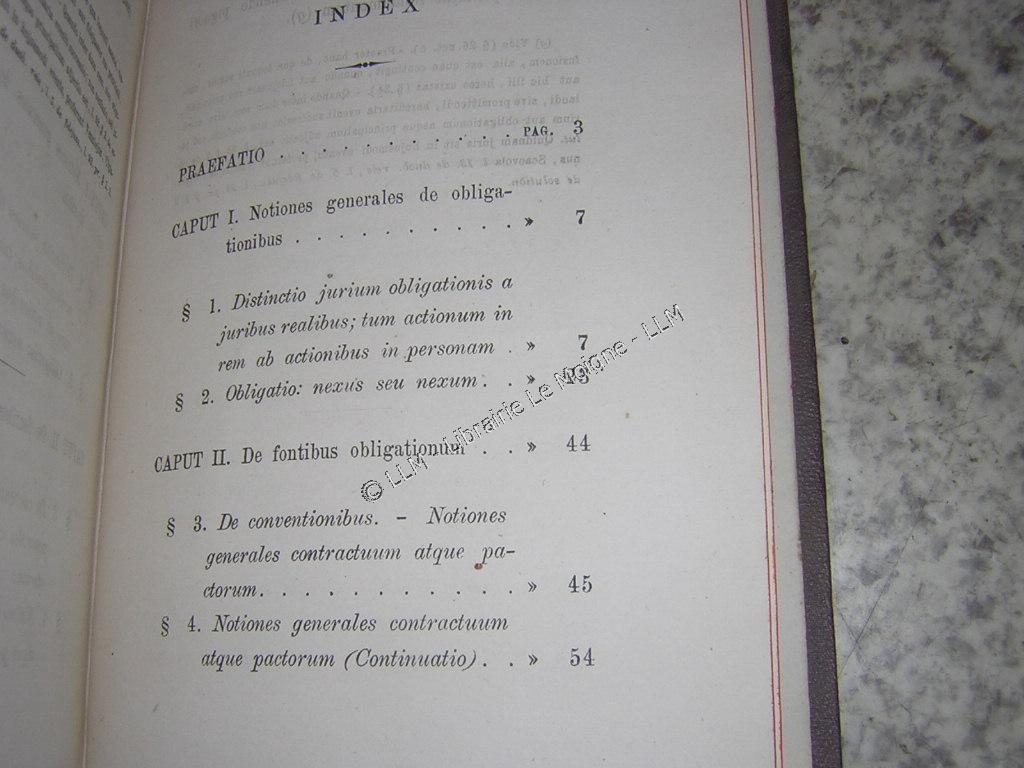 INDEX
PRAEFATIO . . . . . . . . . . . PAG. 3
CAPUT I. Notiones generales de obliga-
tionibus . . . . . . . . . . » 7
§ 1. Distinctio jurium obligationis a
juribus realibus; tum actionum in
rem ab actionibus in personam . » 7
§ 2. Obligatio: nexus seu nexum . . »
CAPUT II. De fontibus obligationum . . » 44
§ 3. De conventionibus. – Notiones
generales contractuum atque pa-
ctorum. . . . . . . . . . . . » 45
§ 4. Notiones generales contractuum
atque pactorum (Continuatio) . . » 54
© LLM - Librairie Le Moigne - LLM